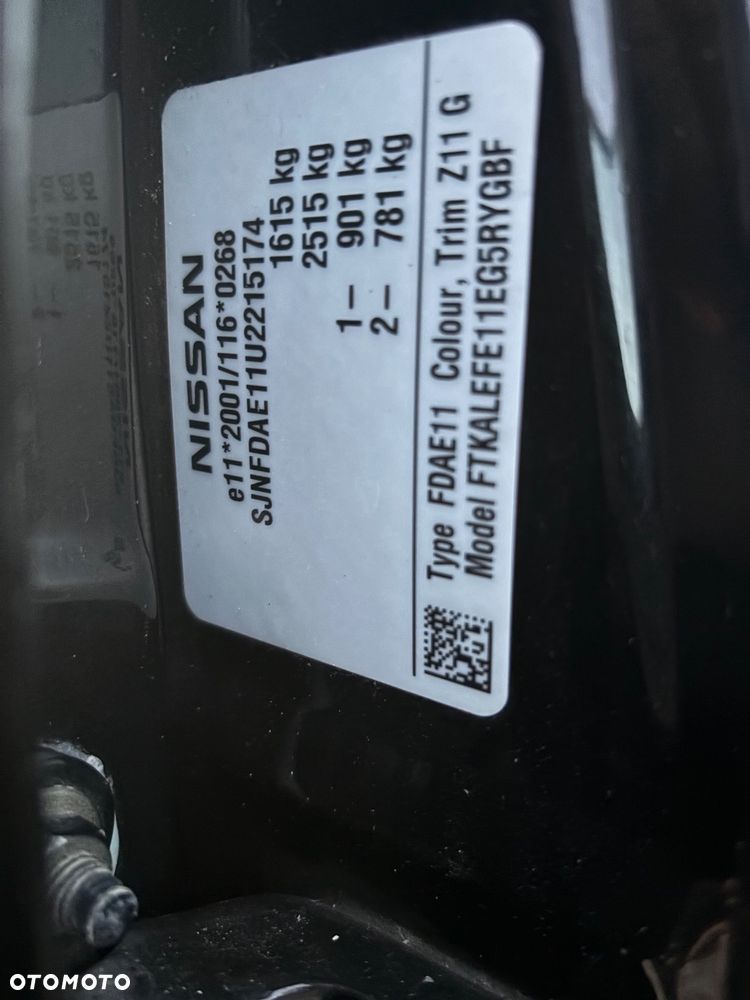 NISSAN
e11*2001/116*0268
SJNFDAE11U2215174
1615 kg
2515 kg
1– 901 kg
2– 781 kg
Type FDAE11 Colour, Trim Z11 G
Model FTKALEFE11EG5RYGBF
OTOMOTO